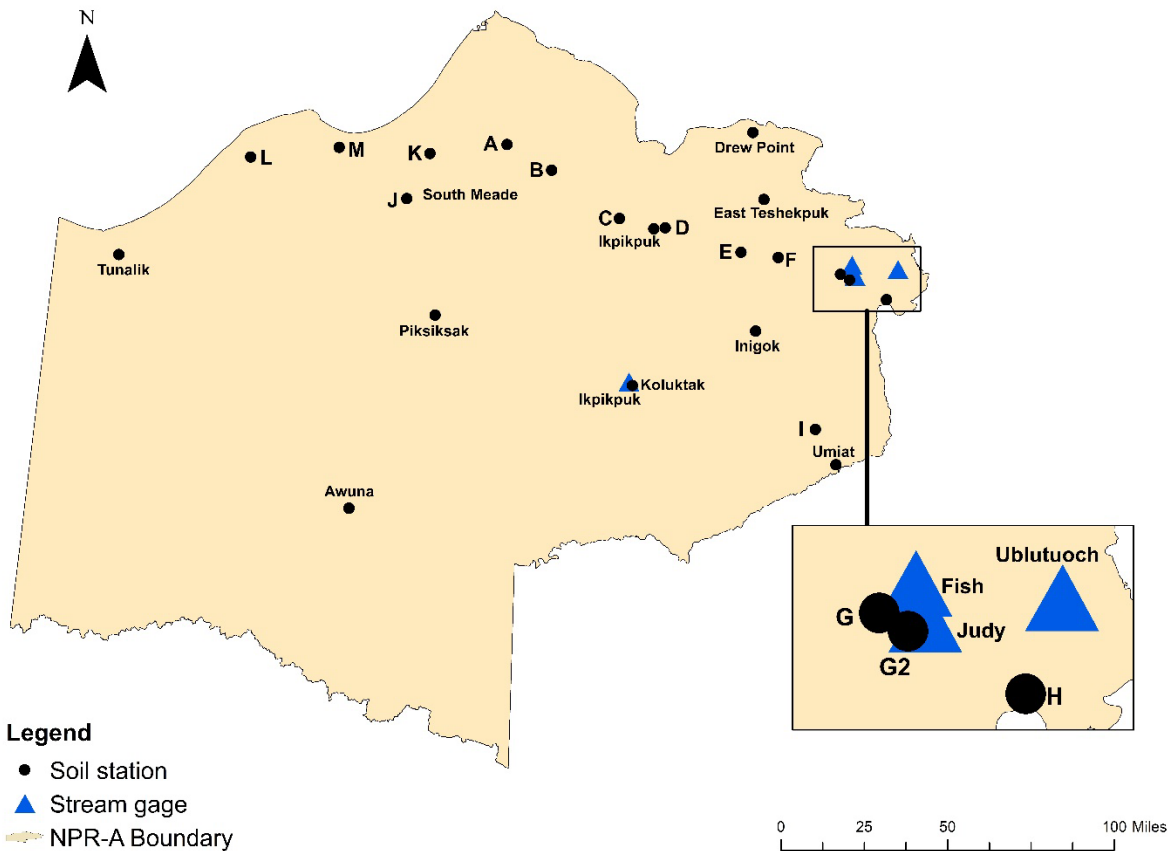 N
Drew Point
A
M
K
L
B
J
South Meade
East Teshekpuk
C
D
Ikpikpuk
E
F
Tunalik
Piksiksak
Inigok
Koluktak
Ikpikpuk
I
Umiat
Awuna
Ublutuoch
Fish
G
Judy
G2
H
Legend
Soil station
Stream gage
NPR-A Boundary
0 25 50 100 Miles